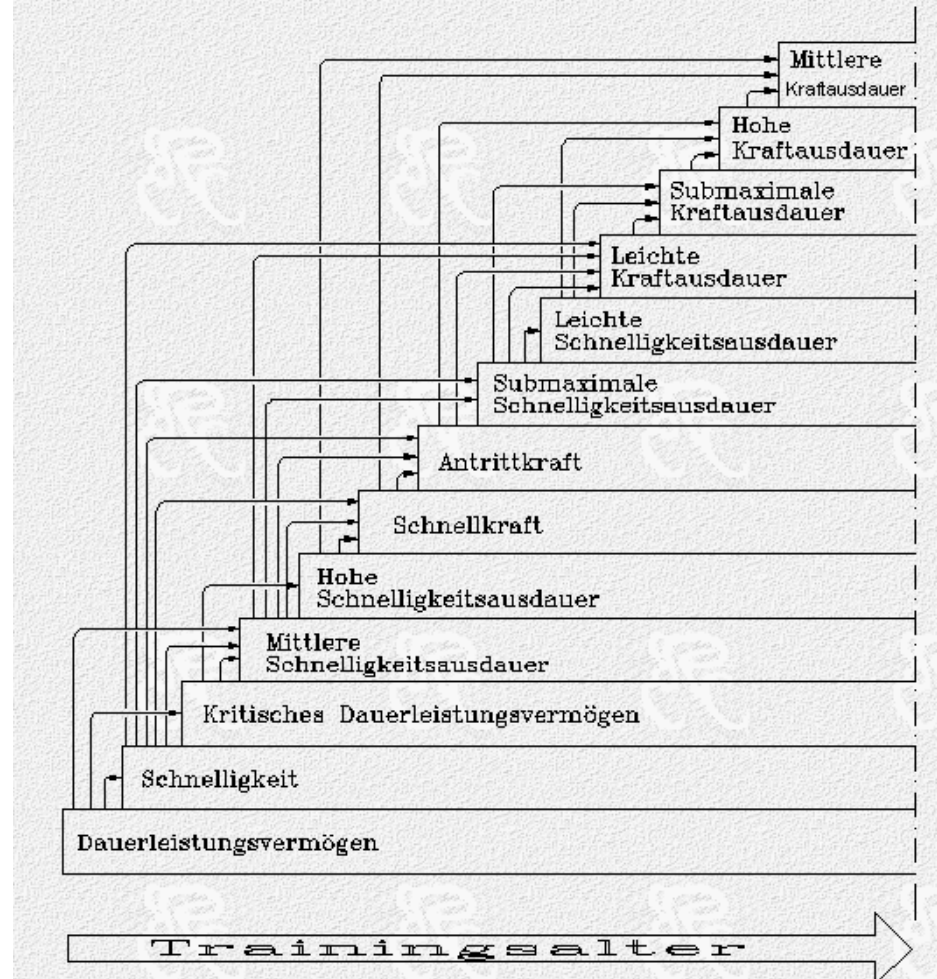 Mittlere
Kraftausdauer
Hohe
Kraftausdauer
Submaximale
Kraftausdauer
Leichte
Kraftausdauer
Leichte
Schnelligkeitsausdauer
Submaximale
Schnelligkeitsausdauer
Antrittkraft
Schnellkraft
Hohe
Schnelligkeitsausdauer
Mittlere
Schnelligkeitsausdauer
Kritisches Dauerleistungsvermögen
Schnelligkeit
Dauerleistungsvermögen
Trainingsalter